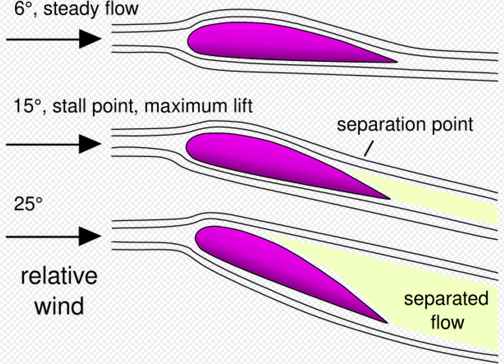 6°, steady flow
15°, stall point, maximum lift
separation point
25°
relative
wind
separated
flow